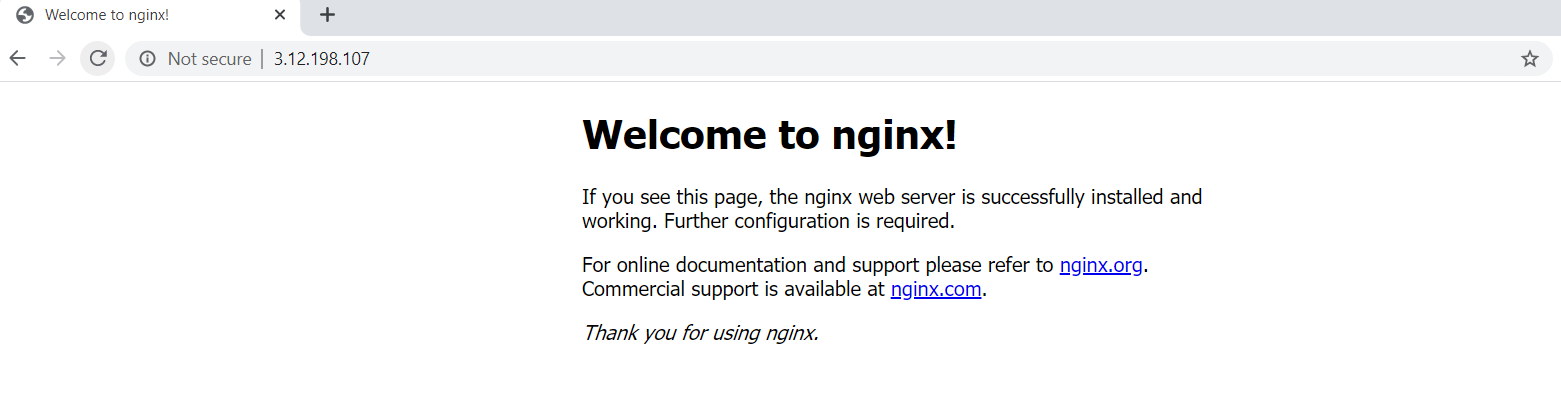 Welcome to nginx!
Not secure | 3.12.198.107
Welcome to nginx!
If you see this page, the nginx web server is successfully installed and
working. Further configuration is required.
For online documentation and support please refer to nginx.org.
Commercial support is available at nginx.com.
Thank you for using nginx.